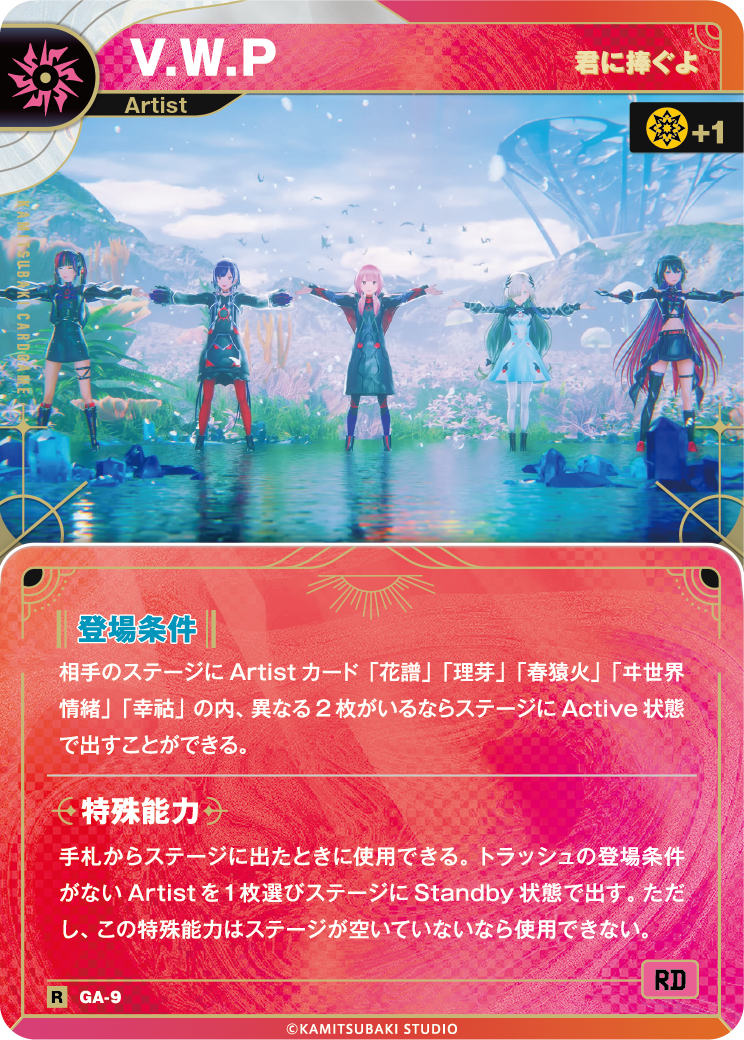 V.W.P
君に捧ぐよ
Artist
+1
KAMITSUBAKI CARDGAME
登場条件
相手のステージにArtistカード「花譜」「理芽」「春猿火」「ヰ世界
情緒」「幸祜」の内、異なる2枚がいるならステージにActive状態
で出すことができる。
特殊能力
手札からステージに出たときに使用できる。トラッシュの登場条件
がないArtistを1枚選びステージにStandby状態で出す。ただ
し、この特殊能力はステージが空いていないなら使用できない。
RD
R GA-9
©KAMITSUBAKI STUDIO